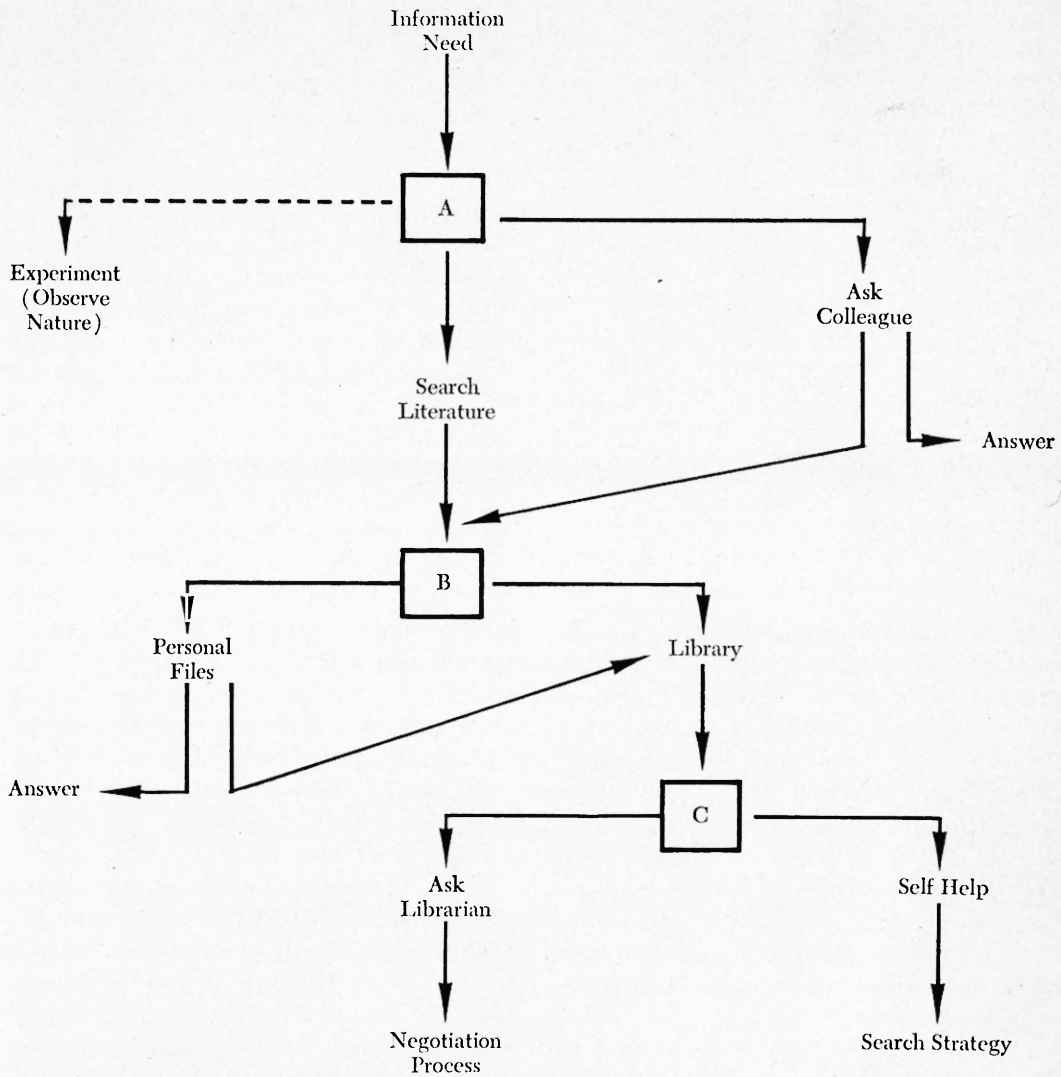 Information
Need
A
Experiment
(Observe
Nature)
Ask
Colleague
Search
Literature
Answer
B
Personal
Files
Library
Answer
C
Ask
Librarian
Self Help
Negotiation
Process
Search Strategy